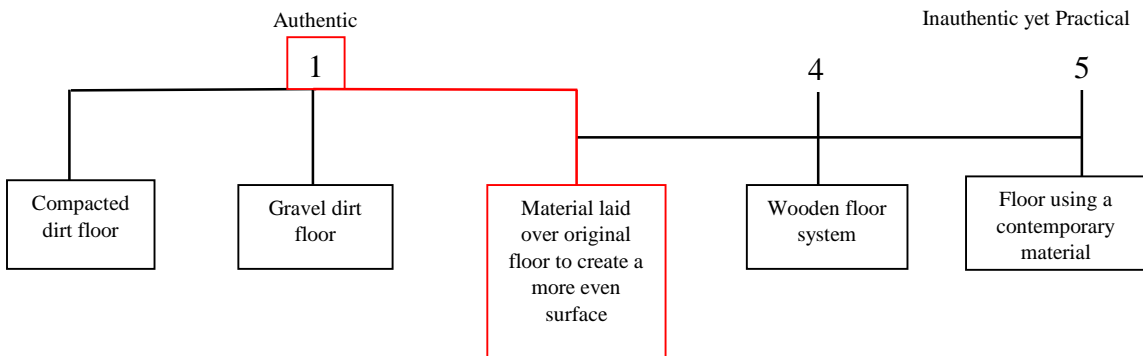 Authentic
Inauthentic yet Practical
1
4
5
Compacted
dirt floor
Gravel dirt
floor
Material laid
over original
floor to create a
more even
surface
Wooden floor
system
Floor using a
contemporary
material